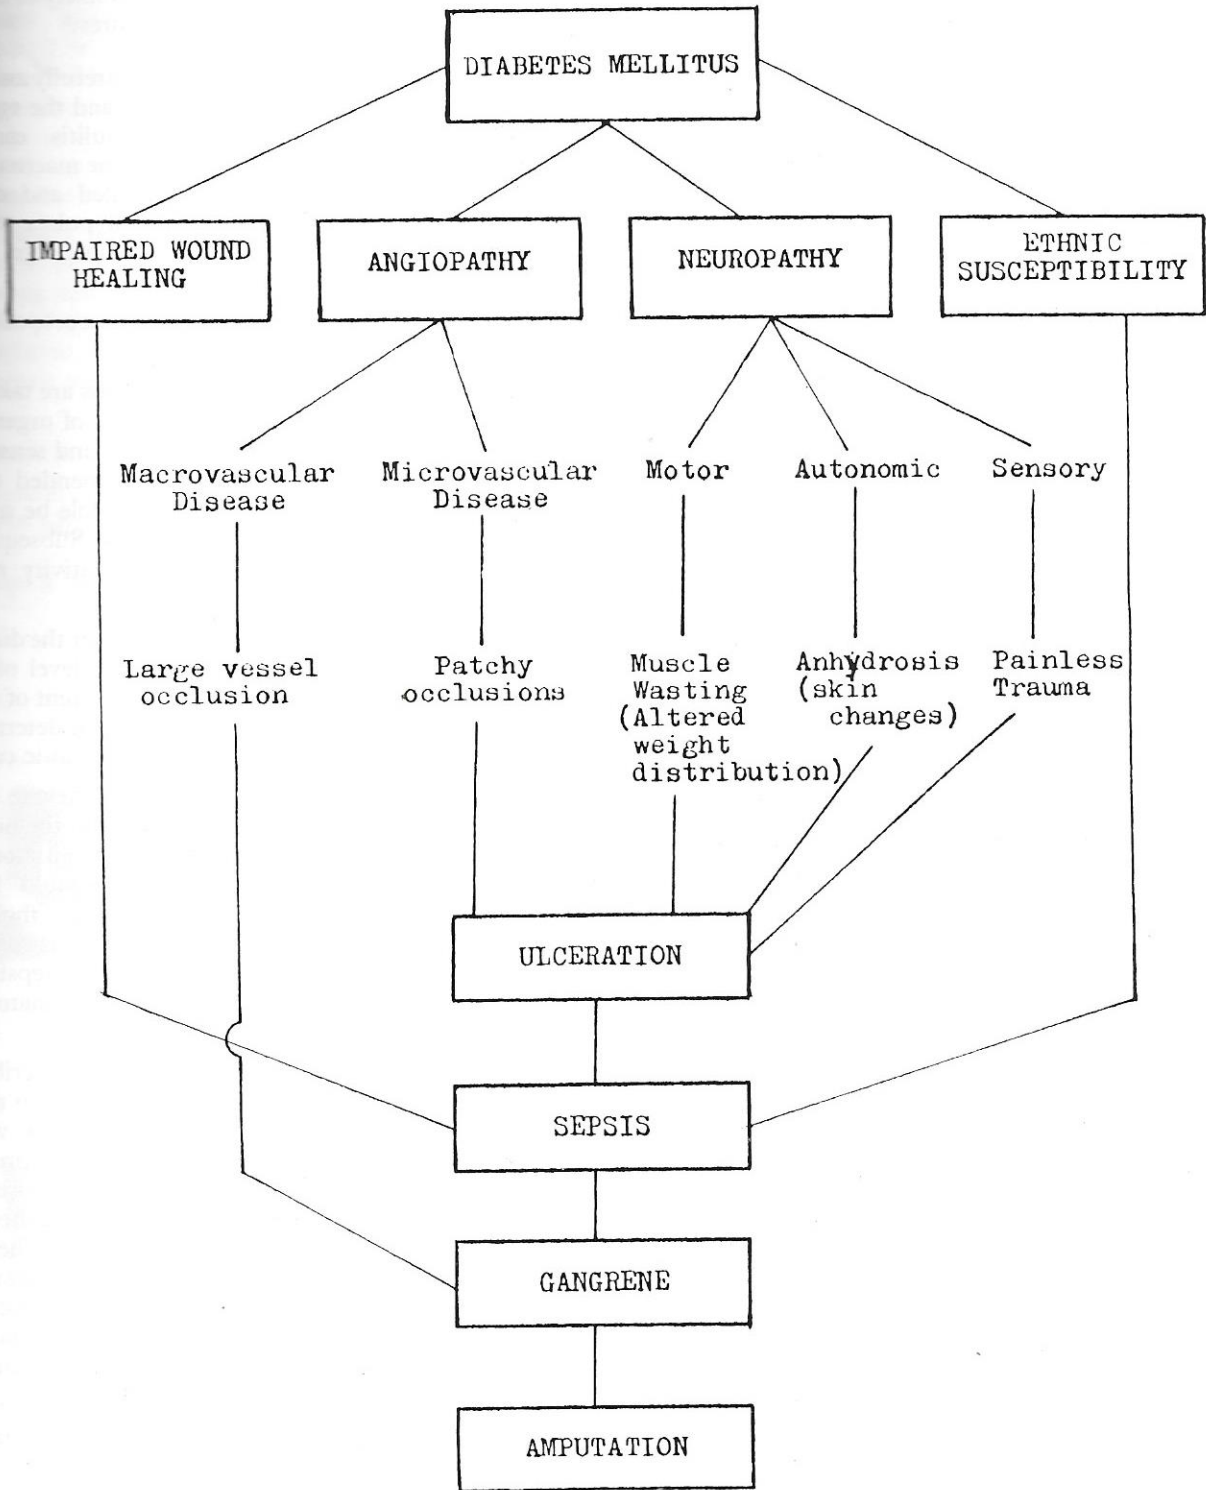 DIABETES MELLITUS
IMPAIRED WOUND
HEALING
ANGIOPATHY
NEUROPATHY
ETHNIC
SUSCEPTIBILITY
Macrovascular
Disease
Microvascular
Disease
Motor
Autonomic
Sensory
Large vessel
occlusion
Patchy
occlusions
Muscle
Wasting
(Altered
weight
distribution)
Anhydrosis
(skin
changes)
Painless
Trauma
ULCERATION
SEPSIS
GANGRENE
AMPUTATION